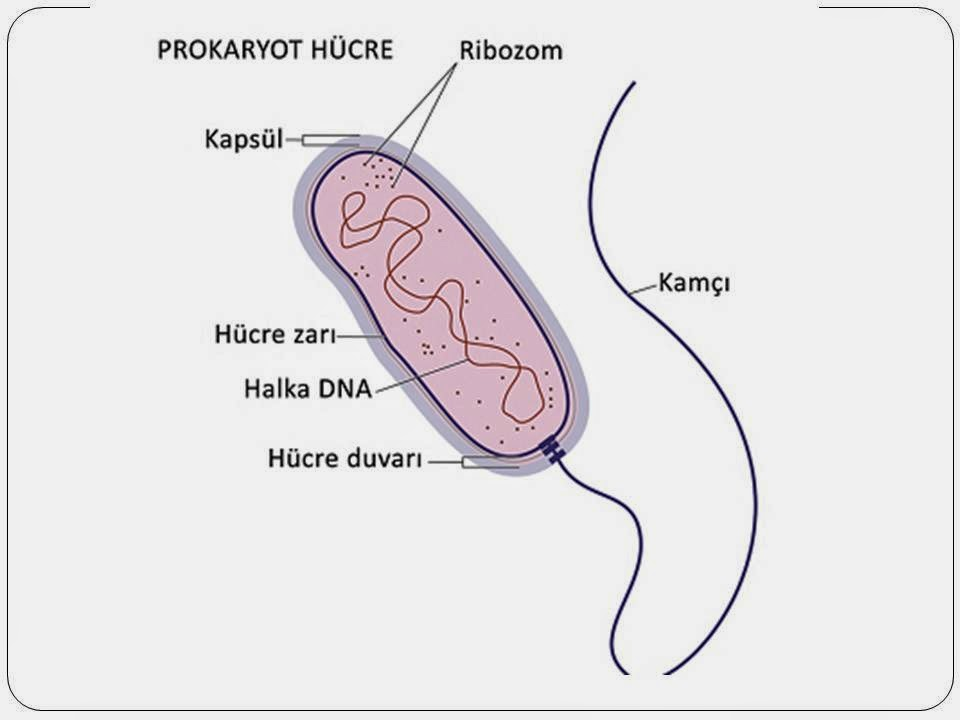 PROKARYOT HÜCRE
Ribozom
Kapsül
Kamçı
Hücre zarı
Halka DNA
Hücre duvarı